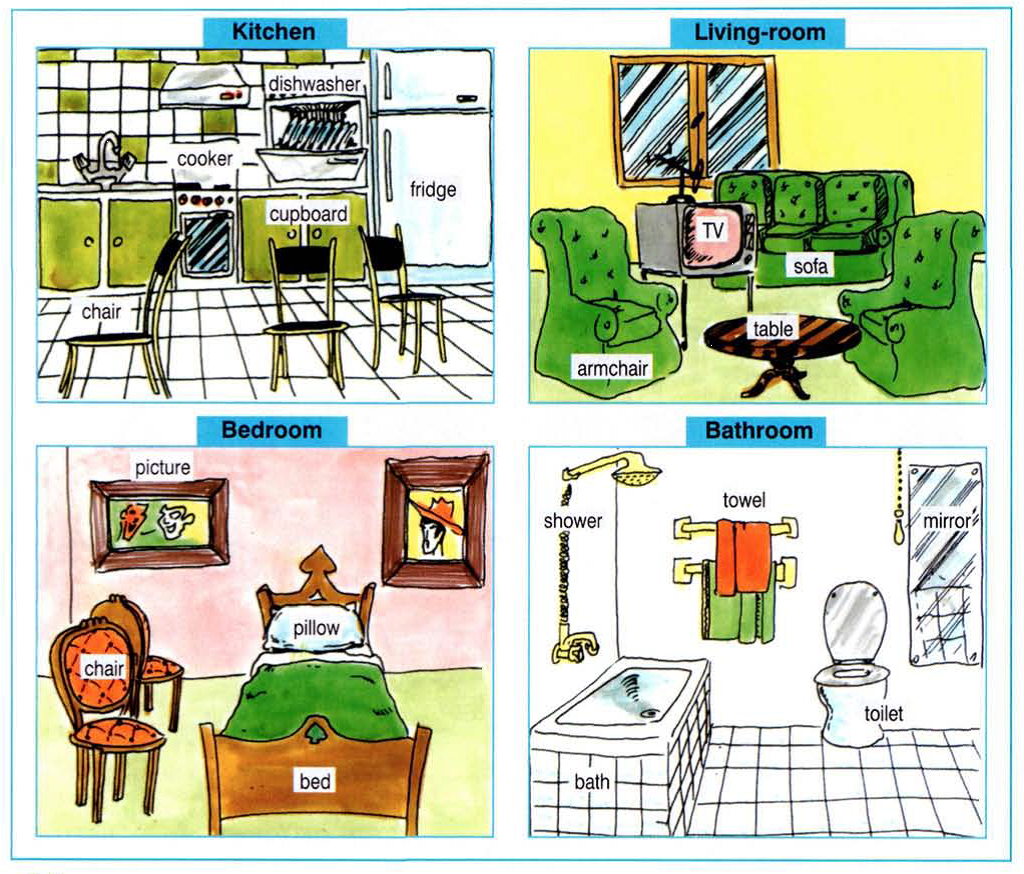 Kitchen
dishwasher
cooker
fridge
cupboard
chair
Living-room
TV
sofa
table
armchair
Bedroom
picture
pillow
chair
bed
Bathroom
towel
shower
mirror
toilet
bath